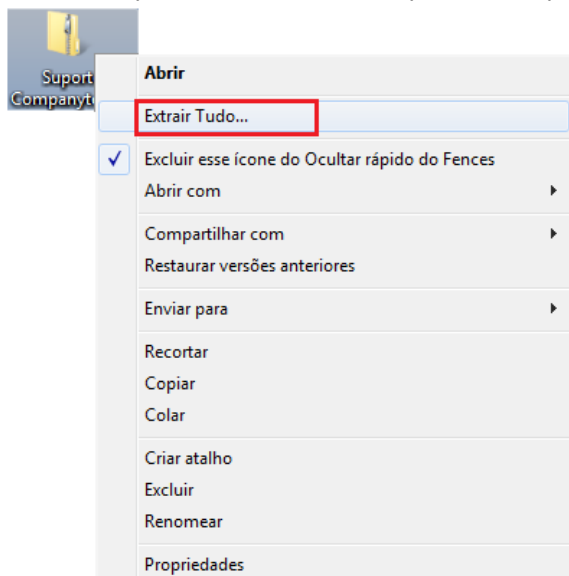 Suport
Companyt
Abrir
Extrair Tudo...
Excluir esse ícone do Ocultar rápido do Fences
Abrir com
Compartilhar com
Restaurar versões anteriores
Enviar para
Recortar
Copiar
Colar
Criar atalho
Excluir
Renomear
Propriedades